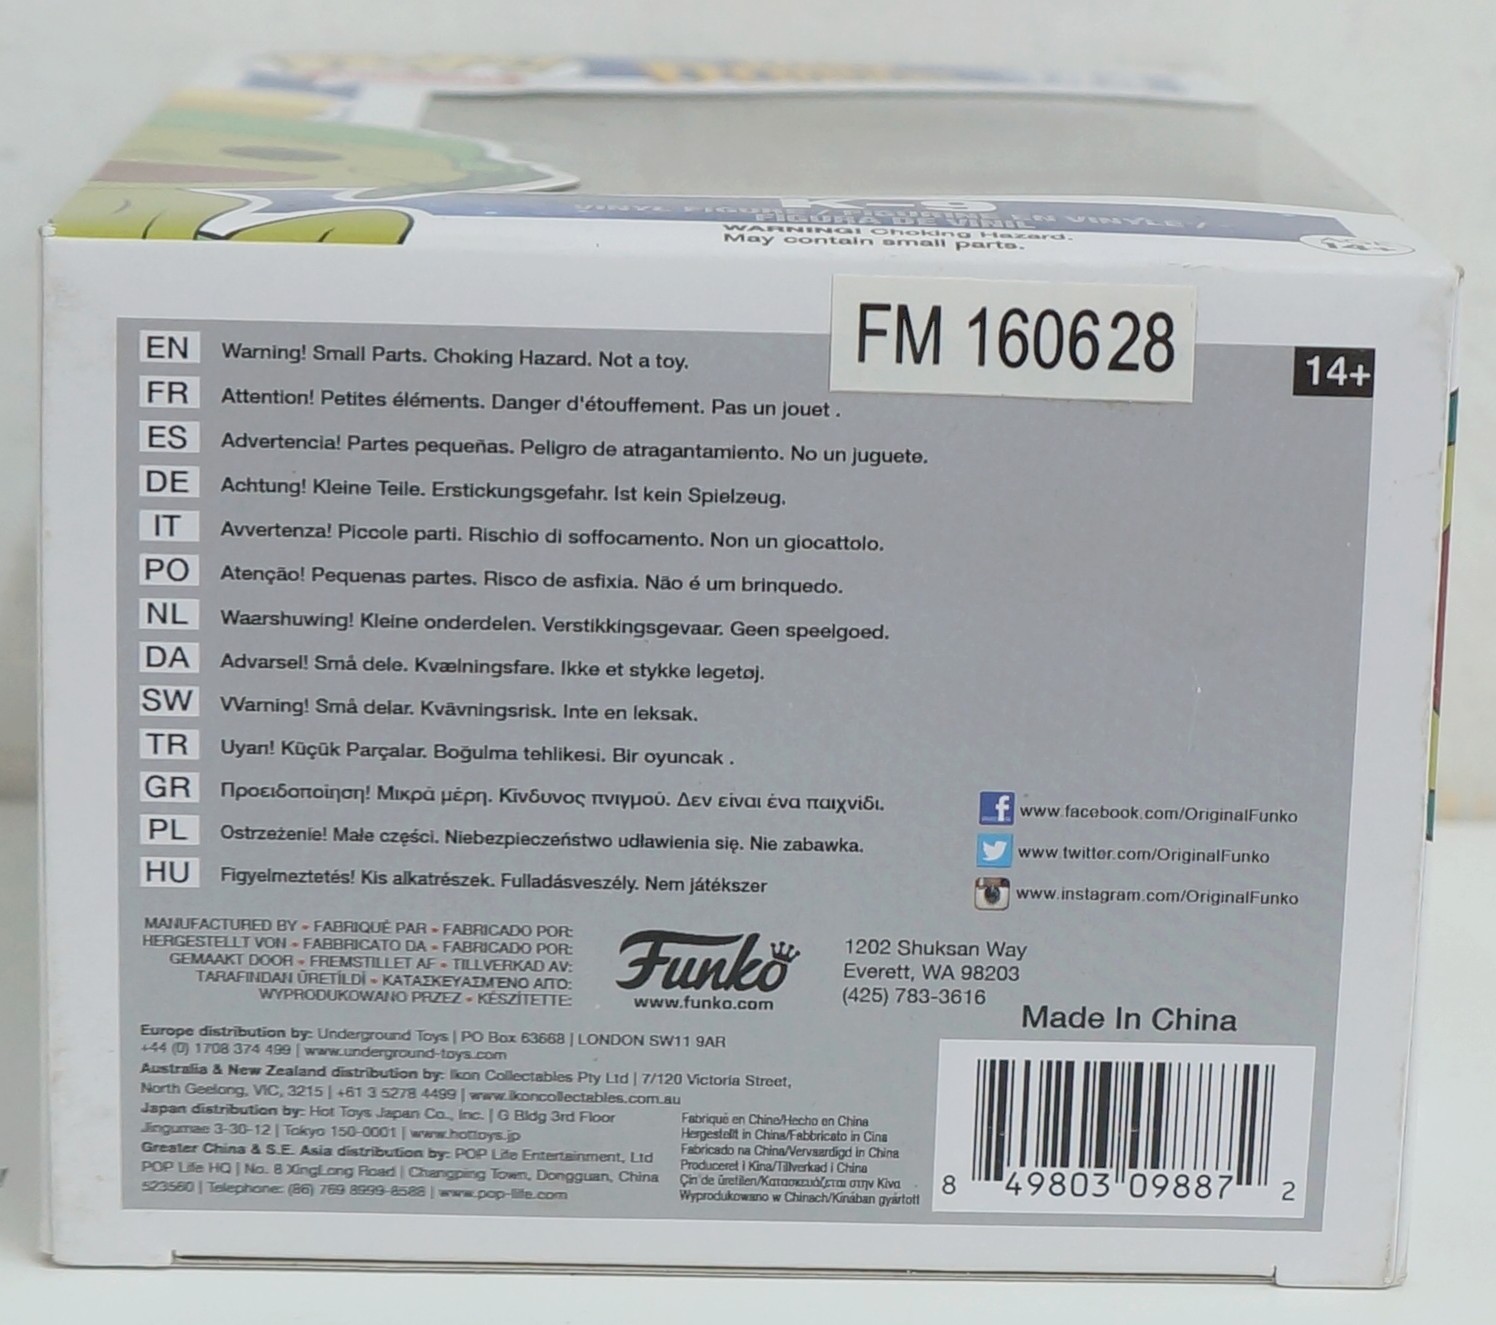 K-9
VINYL FIGURE / FIGURINE EN VINYLE /
FIGURA DE VINIL
WARNING! Choking Hazard.
May contain small parts.
AGE 14+
FM 160628
14+
EN Warning! Small Parts. Choking Hazard. Not a toy.
FR Attention! Petites éléments. Danger d'étouffement. Pas un jouet .
ES Advertencia! Partes pequeñas. Peligro de atragantamiento. No un juguete.
DE Achtung! Kleine Teile. Erstickungsgefahr. Ist kein Spielzeug.
IT Avvertenza! Piccole parti. Rischio di soffocamento. Non un giocattolo.
PO Atenção! Pequenas partes. Risco de asfixia. Não é um brinquedo.
NL Waarshuwing! Kleine onderdelen. Verstikkingsgevaar. Geen speelgoed.
DA Advarsel! Små dele. Kvælningsfare. Ikke et stykke legetøj.
SW Warning! Små delar. Kvävningsrisk. Inte en leksak.
TR Uyarı! Küçük Parçalar. Boğulma tehlikesi. Bir oyuncak .
GR Προειδοποίηση! Μικρά μέρη. Κίνδυνος πνιγμού. Δεν είναι ένα παιχνίδι.
PL Ostrzeżenie! Małe części. Niebezpieczeństwo udławienia się. Nie zabawka.
HU Figyelmeztetés! Kis alkatrészek. Fulladásveszély. Nem játékszer
www.facebook.com/OriginalFunko
www.twitter.com/OriginalFunko
www.instagram.com/OriginalFunko
MANUFACTURED BY • FABRIQUÉ PAR • FABRICADO POR:
HERGESTELLT VON • FABBRICATO DA • FABRICADO POR:
GEMAAKT DOOR • FREMSTILLET AF • TILLVERKAD AV:
TARAFINDAN ÜRETİLDİ • ΚΑΤΑΣΚΕΥΑΣΜΈΝΟ ΑΠΌ:
WYPRODUKOWANO PRZEZ • KÉSZÍTETTE:
Funko
www.funko.com
1202 Shuksan Way
Everett, WA 98203
(425) 783-3616
Made In China
Europe distribution by: Underground Toys | PO Box 63668 | LONDON SW11 9AR
+44 (0) 1708 374 499 | www.underground-toys.com
Australia & New Zealand distribution by: Ikon Collectables Pty Ltd | 7/120 Victoria Street,
North Geelong, VIC, 3215 | +61 3 5278 4499 | www.ikoncollectables.com.au
Japan distribution by: Hot Toys Japan Co., Inc. | G Bldg 3rd Floor
Jingumae 3-30-12 | Tokyo 150-0001 | www.hottoys.jp
Greater China & S.E. Asia distribution by: POP Life Entertainment, Ltd
POP Life HQ | No. 8 XingLong Road | Changping Town, Dongguan, China
523560 | Telephone: (86) 769 8999-8588 | www.pop-life.com
Fabriqué en Chine/Hecho en China
Hergestellt in China/Fabbricato in Cina
Fabricado na China/Vervaardigd in China
Produceret i Kina/Tillverkad i China
Çin'de üretilen/Κατασκευάζεται στην Κίνα
Wyprodukowano w Chinach/Kínában gyártott
8 49803 09887 2